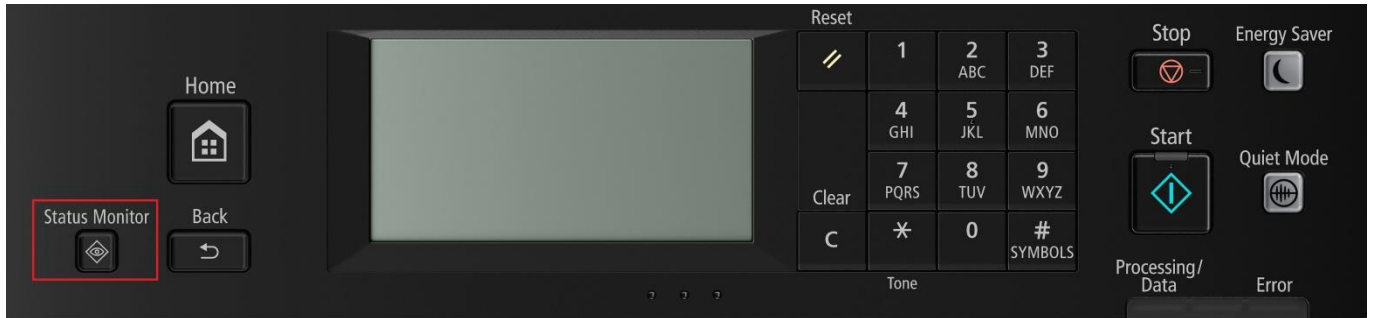 Home
Status Monitor
Back
Reset
Clear
C
1
2
ABC
3
DEF
4
GHI
5
JKL
6
MNO
7
PQRS
8
TUV
9
WXYZ
*
0
#
SYMBOLS
Tone
Stop
Energy Saver
Start
Quiet Mode
Processing/
Data
Error